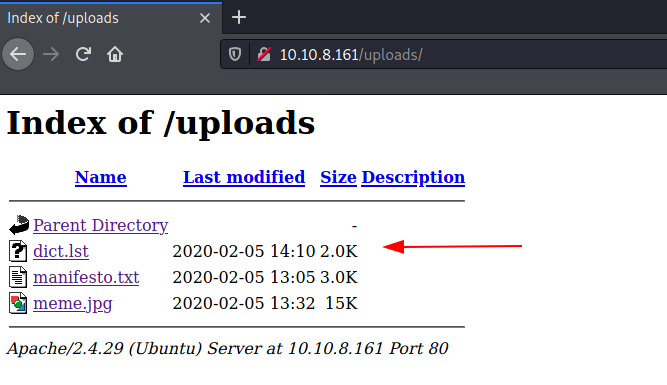 Index of /uploads
10.10.8.161/uploads/
Index of /uploads
Name Last modified Size Description
Parent Directory -
dict.lst 2020-02-05 14:10 2.0K
manifesto.txt 2020-02-05 13:05 3.0K
meme.jpg 2020-02-05 13:32 15K
Apache/2.4.29 (Ubuntu) Server at 10.10.8.161 Port 80